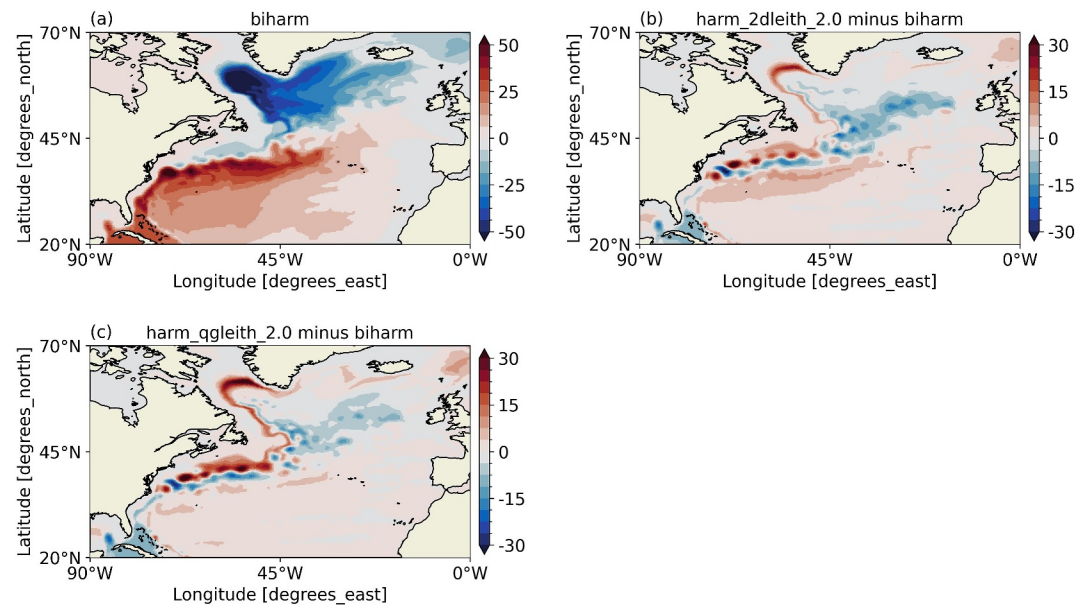 (a) biharm
70°N
45°N
20°N
90°W 45°W 0°W
Latitude [degrees_north]
Longitude [degrees_east]
50
25
0
-25
-50
(b) harm_2dleith_2.0 minus biharm
70°N
45°N
20°N
90°W 45°W 0°W
Latitude [degrees_north]
Longitude [degrees_east]
30
15
0
-15
-30
(c) harm_qgleith_2.0 minus biharm
70°N
45°N
20°N
90°W 45°W 0°W
Latitude [degrees_north]
Longitude [degrees_east]
30
15
0
-15
-30